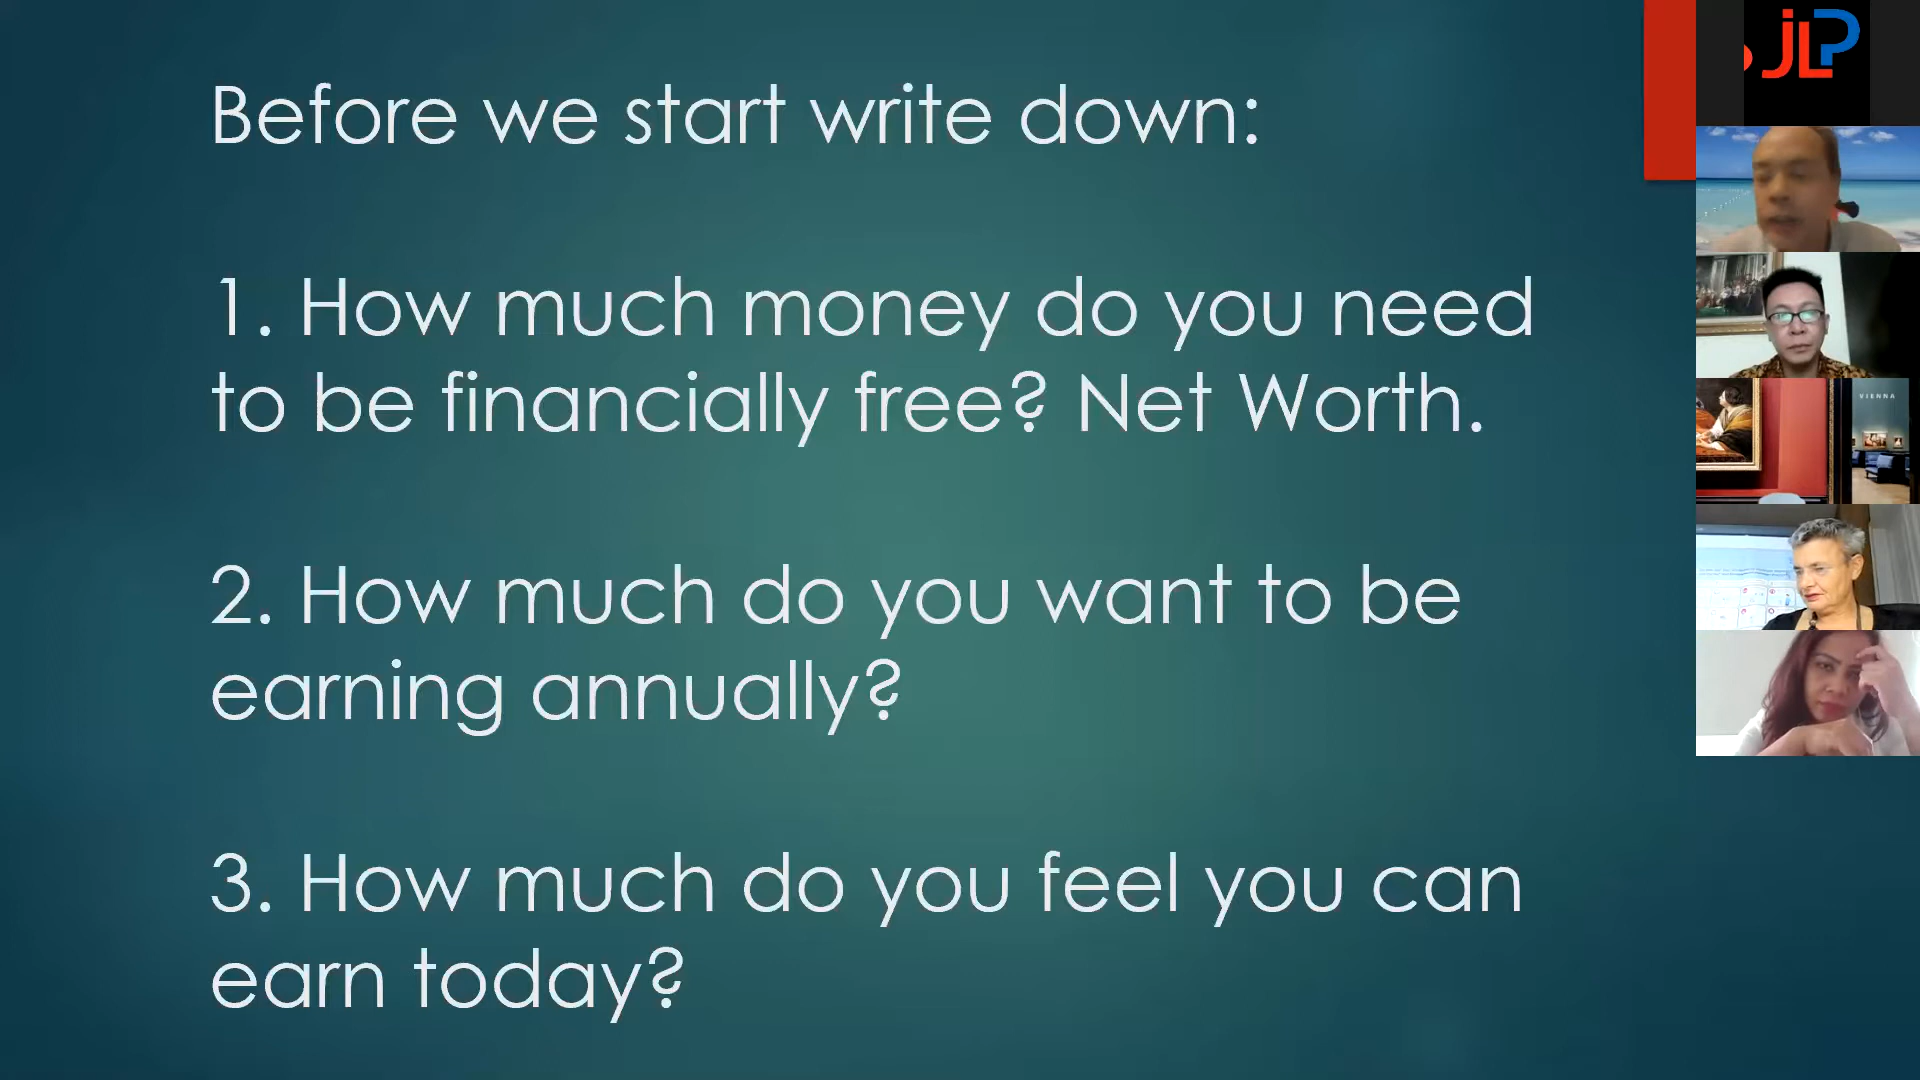 Before we start write down:
1. How much money do you need
to be financially free? Net Worth.
2. How much do you want to be
earning annually?
3. How much do you feel you can
earn today?
JLP
VIENNA